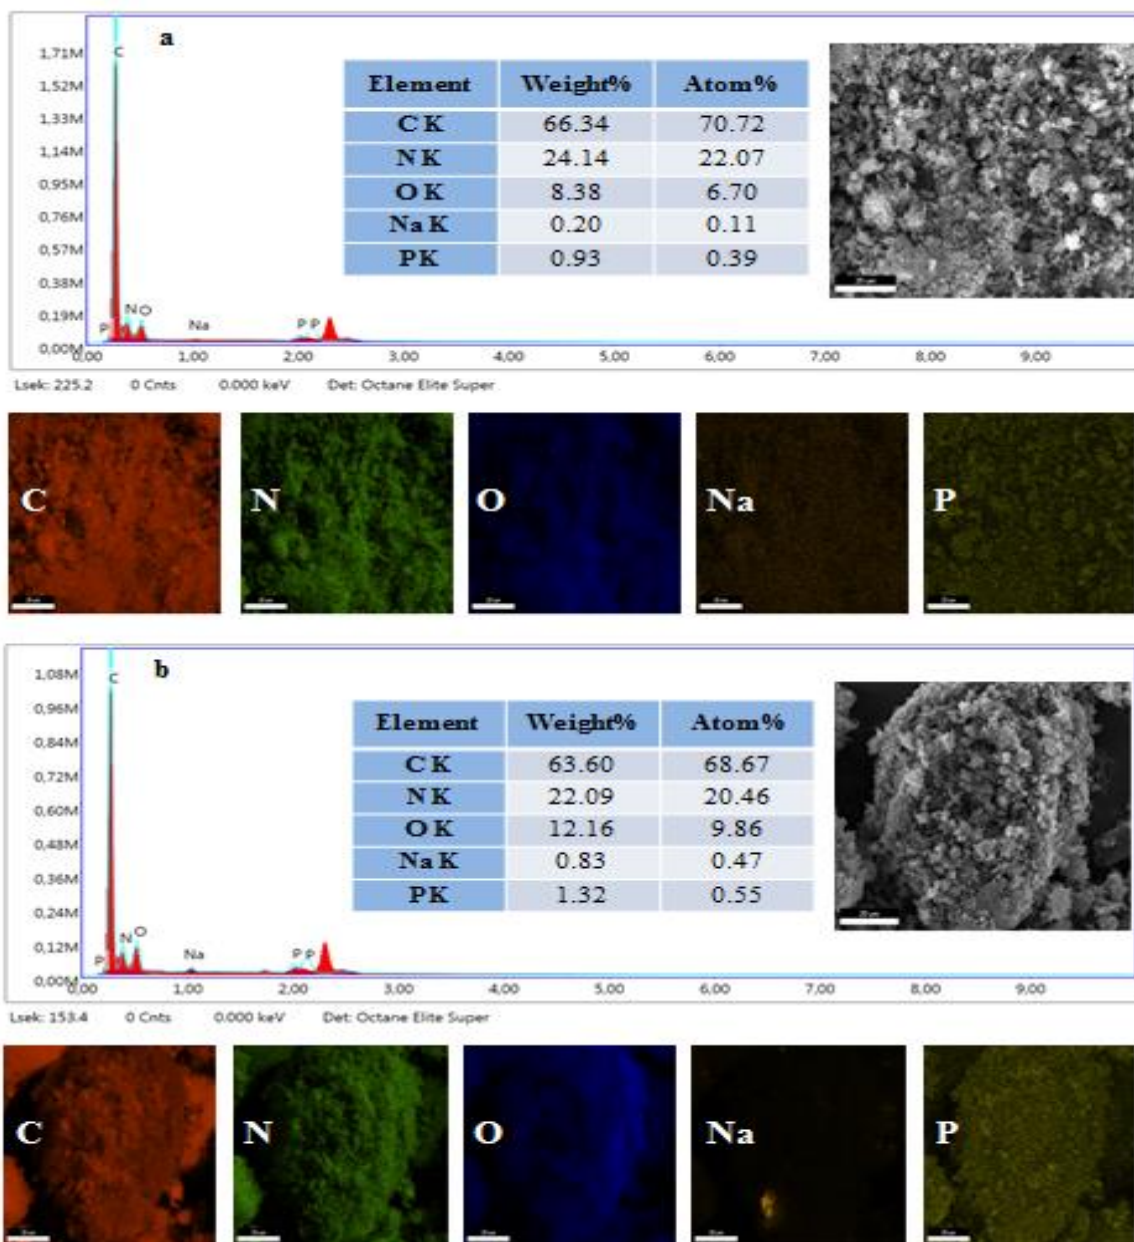 a
1,71M
C
1,52M
1,33M
1,14M
0,95M
0,76M
0,57M
0,38M
0,19M
0,00M
P N O Na P P
0,00 1,00 2,00 3,00 4,00 5,00 6,00 7,00 8,00 9,00
Element Weight% Atom%
C K 66.34 70.72
N K 24.14 22.07
O K 8.38 6.70
Na K 0.20 0.11
P K 0.93 0.39
Lsek: 225.2 0 Cnts 0.000 keV Det: Octane Elite Super
C N O Na P
b
1,08M
C
0,96M
0,84M
0,72M
0,60M
0,48M
0,36M
0,24M
0,12M
0,00M
P N O Na P P
0,00 1,00 2,00 3,00 4,00 5,00 6,00 7,00 8,00 9,00
Element Weight% Atom%
C K 63.60 68.67
N K 22.09 20.46
O K 12.16 9.86
Na K 0.83 0.47
P K 1.32 0.55
20 µm
Lsek: 153.4 0 Cnts 0.000 keV Det: Octane Elite Super
C N O Na P